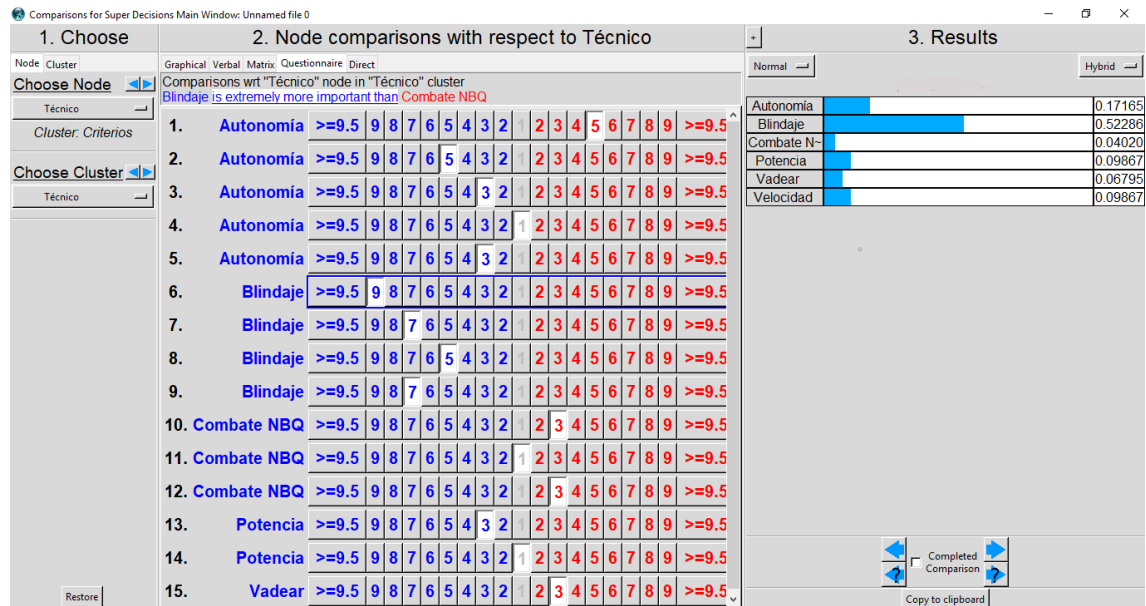 Comparisons for Super Decisions Main Window: Unnamed file 0
1. Choose
Node Cluster
Choose Node
Técnico
Cluster: Criterios
Choose Cluster
Técnico
Restore
2. Node comparisons with respect to Técnico
Graphical Verbal Matrix Questionnaire Direct
Comparisons wrt "Técnico" node in "Técnico" cluster
Blindaje is extremely more important than Combate NBQ
1. Autonomía >=9.5 9 8 7 6 5 4 3 2 1 2 3 4 5 6 7 8 9 >=9.5
2. Autonomía >=9.5 9 8 7 6 5 4 3 2 1 2 3 4 5 6 7 8 9 >=9.5
3. Autonomía >=9.5 9 8 7 6 5 4 3 2 1 2 3 4 5 6 7 8 9 >=9.5
4. Autonomía >=9.5 9 8 7 6 5 4 3 2 1 2 3 4 5 6 7 8 9 >=9.5
5. Autonomía >=9.5 9 8 7 6 5 4 3 2 1 2 3 4 5 6 7 8 9 >=9.5
6. Blindaje >=9.5 9 8 7 6 5 4 3 2 1 2 3 4 5 6 7 8 9 >=9.5
7. Blindaje >=9.5 9 8 7 6 5 4 3 2 1 2 3 4 5 6 7 8 9 >=9.5
8. Blindaje >=9.5 9 8 7 6 5 4 3 2 1 2 3 4 5 6 7 8 9 >=9.5
9. Blindaje >=9.5 9 8 7 6 5 4 3 2 1 2 3 4 5 6 7 8 9 >=9.5
10. Combate NBQ >=9.5 9 8 7 6 5 4 3 2 1 2 3 4 5 6 7 8 9 >=9.5
11. Combate NBQ >=9.5 9 8 7 6 5 4 3 2 1 2 3 4 5 6 7 8 9 >=9.5
12. Combate NBQ >=9.5 9 8 7 6 5 4 3 2 1 2 3 4 5 6 7 8 9 >=9.5
13. Potencia >=9.5 9 8 7 6 5 4 3 2 1 2 3 4 5 6 7 8 9 >=9.5
14. Potencia >=9.5 9 8 7 6 5 4 3 2 1 2 3 4 5 6 7 8 9 >=9.5
15. Vadear >=9.5 9 8 7 6 5 4 3 2 1 2 3 4 5 6 7 8 9 >=9.5
+ 3. Results
Normal Hybrid
Autonomía 0.17165
Blindaje 0.52286
Combate N~ 0.04020
Potencia 0.09867
Vadear 0.06795
Velocidad 0.09867
Completed
Comparison
? ?
Copy to clipboard